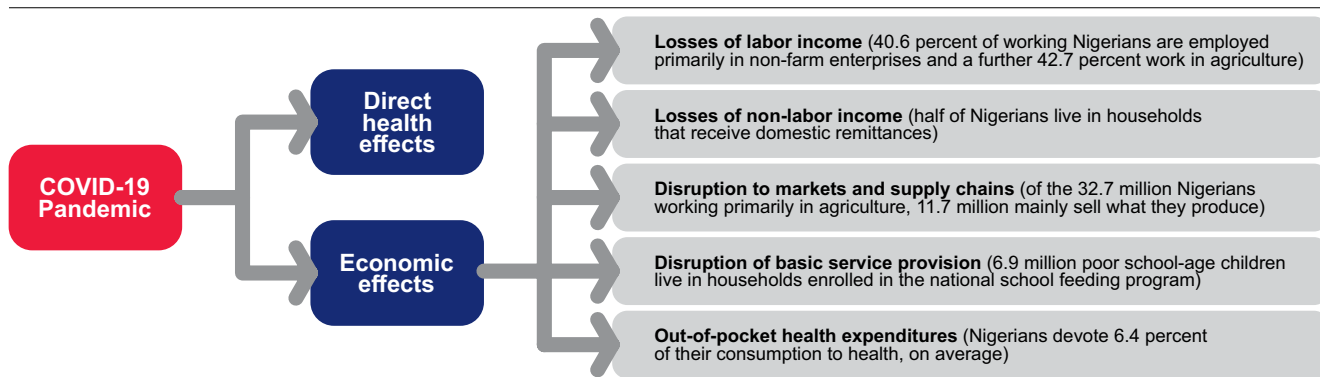 COVID-19
Pandemic
Direct
health
effects
Economic
effects
Losses of labor income (40.6 percent of working Nigerians are employed
primarily in non-farm enterprises and a further 42.7 percent work in agriculture)
Losses of non-labor income (half of Nigerians live in households
that receive domestic remittances)
Disruption to markets and supply chains (of the 32.7 million Nigerians
working primarily in agriculture, 11.7 million mainly sell what they produce)
Disruption of basic service provision (6.9 million poor school-age children
live in households enrolled in the national school feeding program)
Out-of-pocket health expenditures (Nigerians devote 6.4 percent
of their consumption to health, on average)